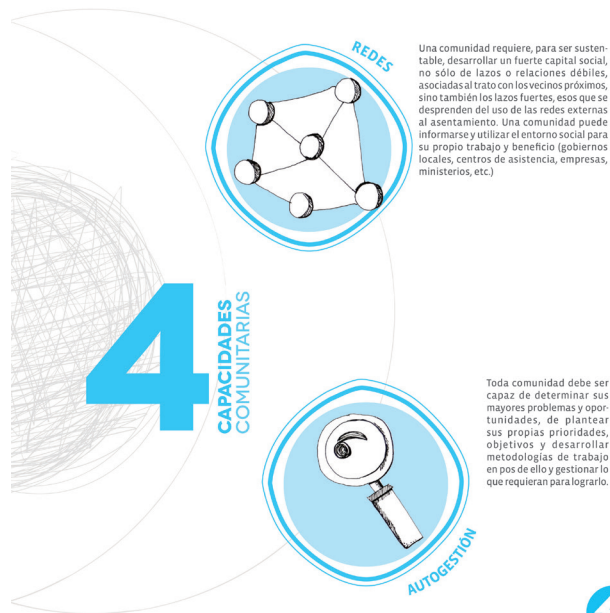 REDES
Una comunidad requiere, para ser susten-
table, desarrollar un fuerte capital social,
no sólo de lazos o relaciones débiles,
asociadas al trato con los vecinos próximos,
sino también los lazos fuertes, esos que se
desprenden del uso de las redes externas
al asentamiento. Una comunidad puede
informarse y utilizar el entorno social para
su propio trabajo y beneficio (gobiernos
locales, centros de asistencia, empresas,
ministerios, etc.)
4
CAPACIDADES
COMUNITARIAS
Toda comunidad debe ser
capaz de determinar sus
mayores problemas y opor-
tunidades, de plantear
sus propias prioridades,
objetivos y desarrollar
metodologías de trabajo
en pos de ello y gestionar lo
que requieran para lograrlo.
AUTOGESTIÓN